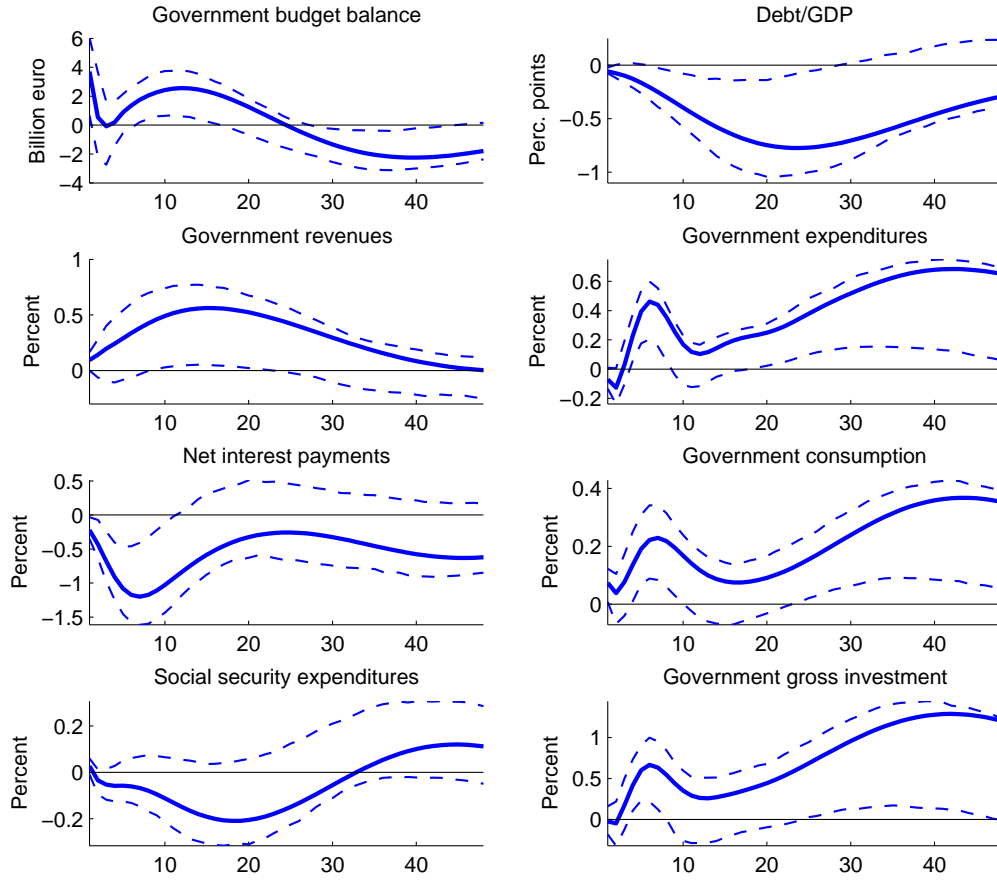 Government budget balance
Debt/GDP
6
4
2
0
−2
−4
Billion euro
10 20 30 40
0
−0.5
−1
Perc. points
10 20 30 40
Government revenues
Government expenditures
1
0.5
0
Percent
10 20 30 40
0.6
0.4
0.2
0
−0.2
Percent
10 20 30 40
Net interest payments
Government consumption
0.5
0
−0.5
−1
−1.5
Percent
10 20 30 40
0.4
0.2
0
Percent
10 20 30 40
Social security expenditures
Government gross investment
0.2
0
−0.2
Percent
10 20 30 40
1
0.5
0
Percent
10 20 30 40